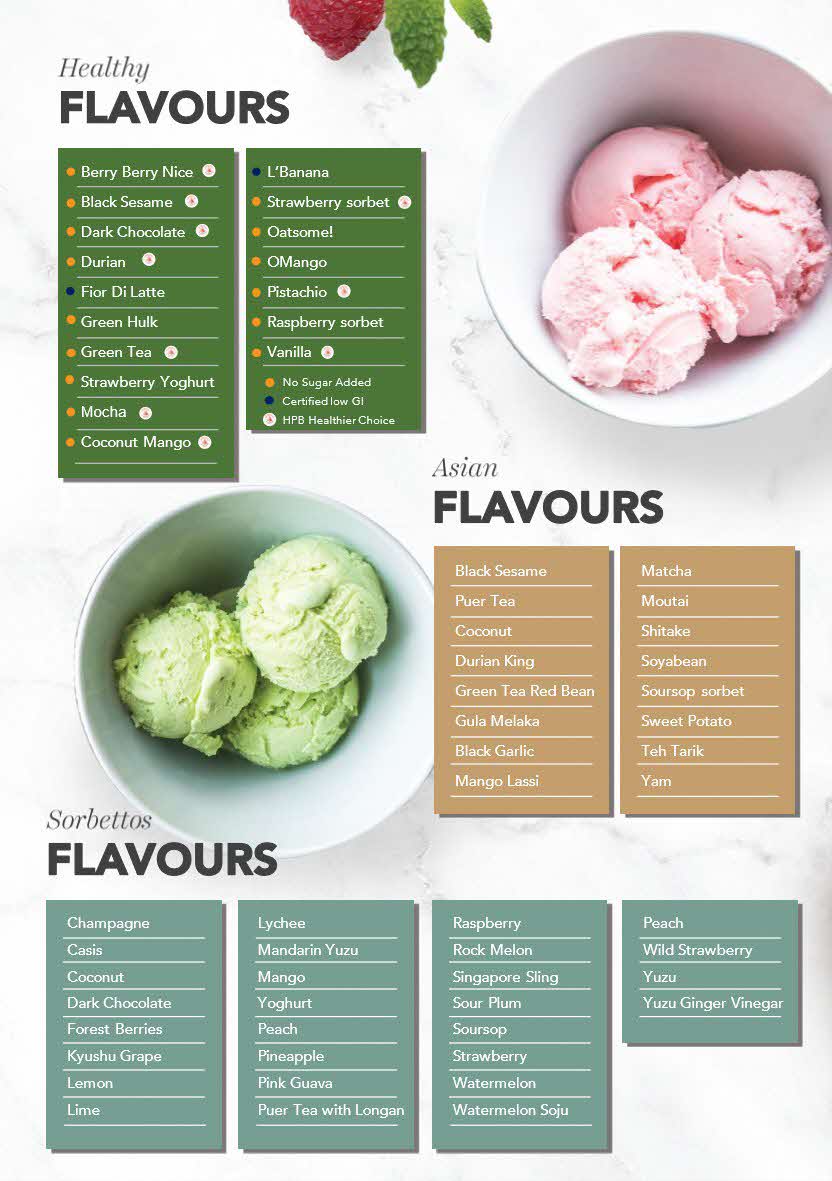 Healthy
FLAVOURS
Berry Berry Nice
Black Sesame
Dark Chocolate
Durian
Fior Di Latte
Green Hulk
Green Tea
Strawberry Yoghurt
Mocha
Coconut Mango
L'Banana
Strawberry sorbet
Oatsome!
OMango
Pistachio
Raspberry sorbet
Vanilla
No Sugar Added
Certified low GI
HPB Healthier Choice
Asian
FLAVOURS
Black Sesame
Puer Tea
Coconut
Durian King
Green Tea Red Bean
Gula Melaka
Black Garlic
Mango Lassi
Matcha
Moutai
Shitake
Soyabean
Soursop sorbet
Sweet Potato
Teh Tarik
Yam
Sorbettos
FLAVOURS
Champagne
Casis
Coconut
Dark Chocolate
Forest Berries
Kyushu Grape
Lemon
Lime
Lychee
Mandarin Yuzu
Mango
Yoghurt
Peach
Pineapple
Pink Guava
Puer Tea with Longan
Raspberry
Rock Melon
Singapore Sling
Sour Plum
Soursop
Strawberry
Watermelon
Watermelon Soju
Peach
Wild Strawberry
Yuzu
Yuzu Ginger Vinegar